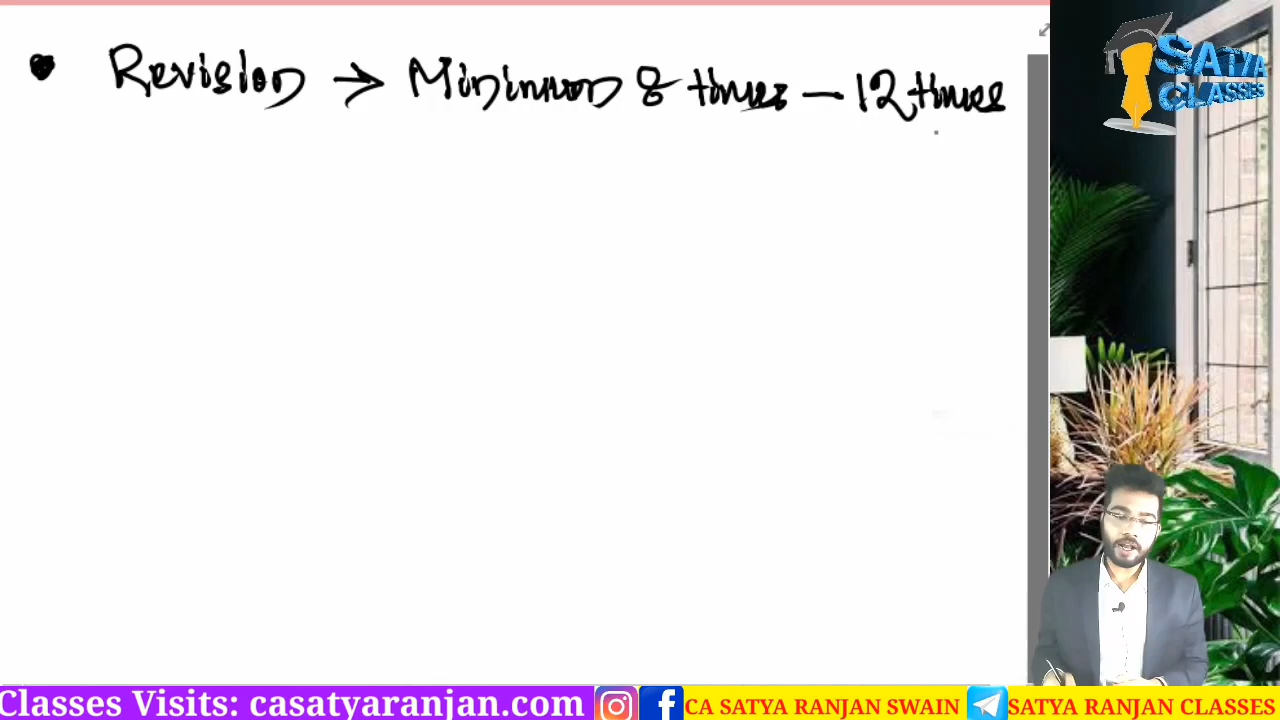 Revision → Minimum 8 times – 12 times
SATYA
CLASSES
Classes Visits: casatyaranjan.com
CA SATYA RANJAN SWAIN
SATYA RANJAN CLASSES